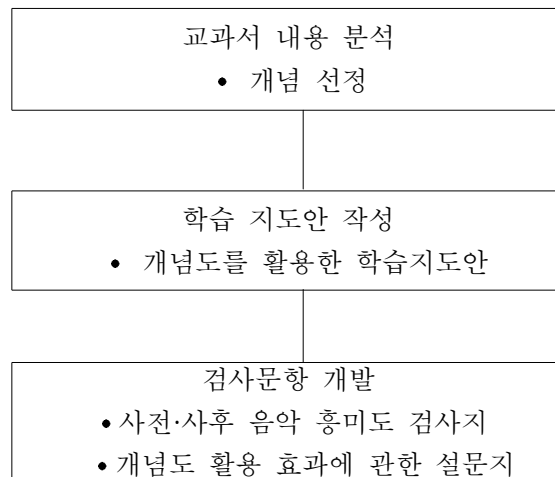 교과서 내용 분석
• 개념 선정
학습 지도안 작성
• 개념도를 활용한 학습지도안
검사문항 개발
• 사전·사후 음악 흥미도 검사지
• 개념도 활용 효과에 관한 설문지